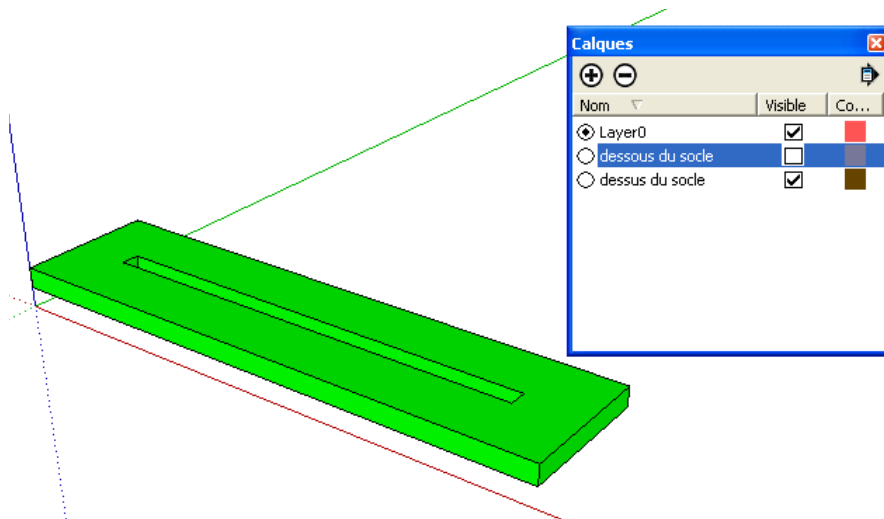 Calques
Nom Visible Co...
Layer0
dessous du socle
dessus du socle